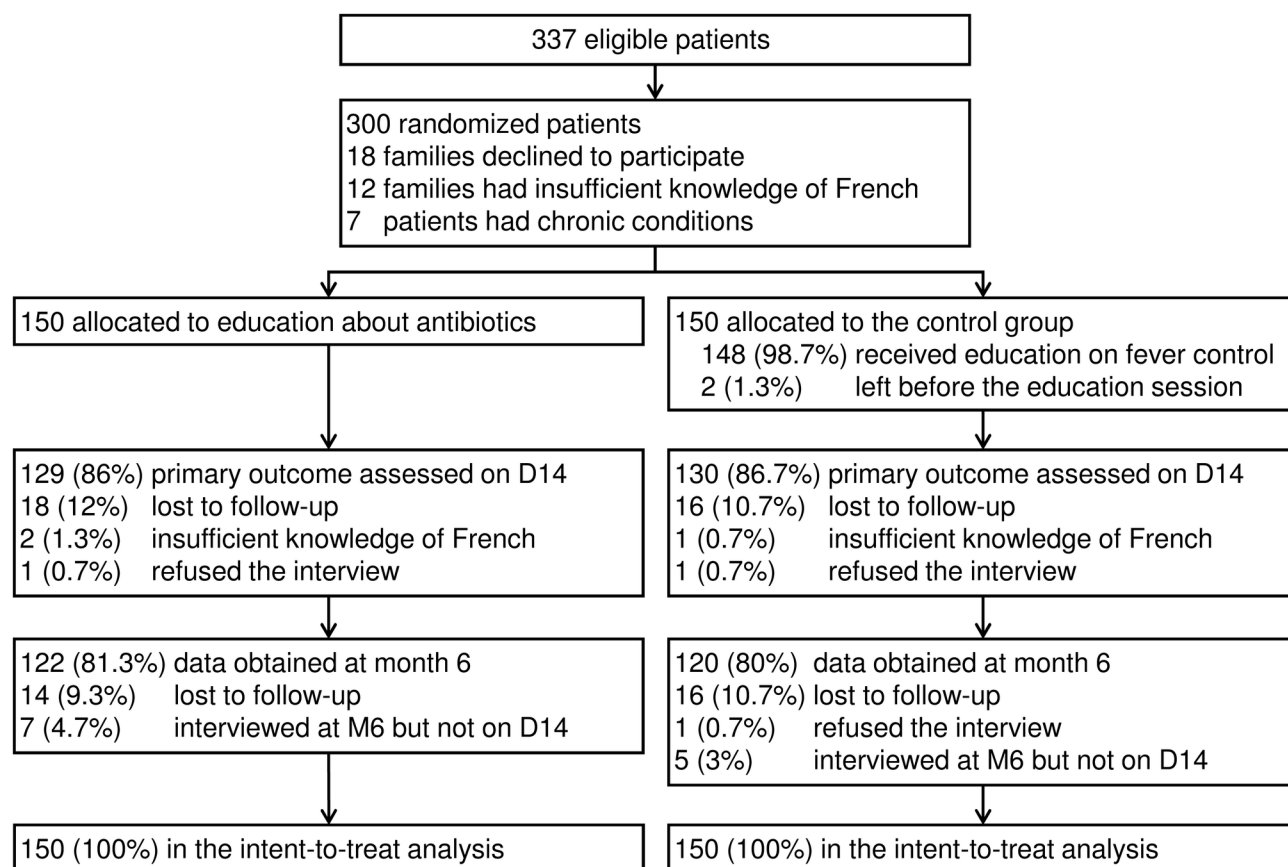 337 eligible patients
300 randomized patients
18 families declined to participate
12 families had insufficient knowledge of French
7 patients had chronic conditions
150 allocated to education about antibiotics
150 allocated to the control group
148 (98.7%) received education on fever control
2 (1.3%) left before the education session
129 (86%) primary outcome assessed on D14
18 (12%) lost to follow-up
2 (1.3%) insufficient knowledge of French
1 (0.7%) refused the interview
130 (86.7%) primary outcome assessed on D14
16 (10.7%) lost to follow-up
1 (0.7%) insufficient knowledge of French
1 (0.7%) refused the interview
122 (81.3%) data obtained at month 6
14 (9.3%) lost to follow-up
7 (4.7%) interviewed at M6 but not on D14
120 (80%) data obtained at month 6
16 (10.7%) lost to follow-up
1 (0.7%) refused the interview
5 (3%) interviewed at M6 but not on D14
150 (100%) in the intent-to-treat analysis
150 (100%) in the intent-to-treat analysis